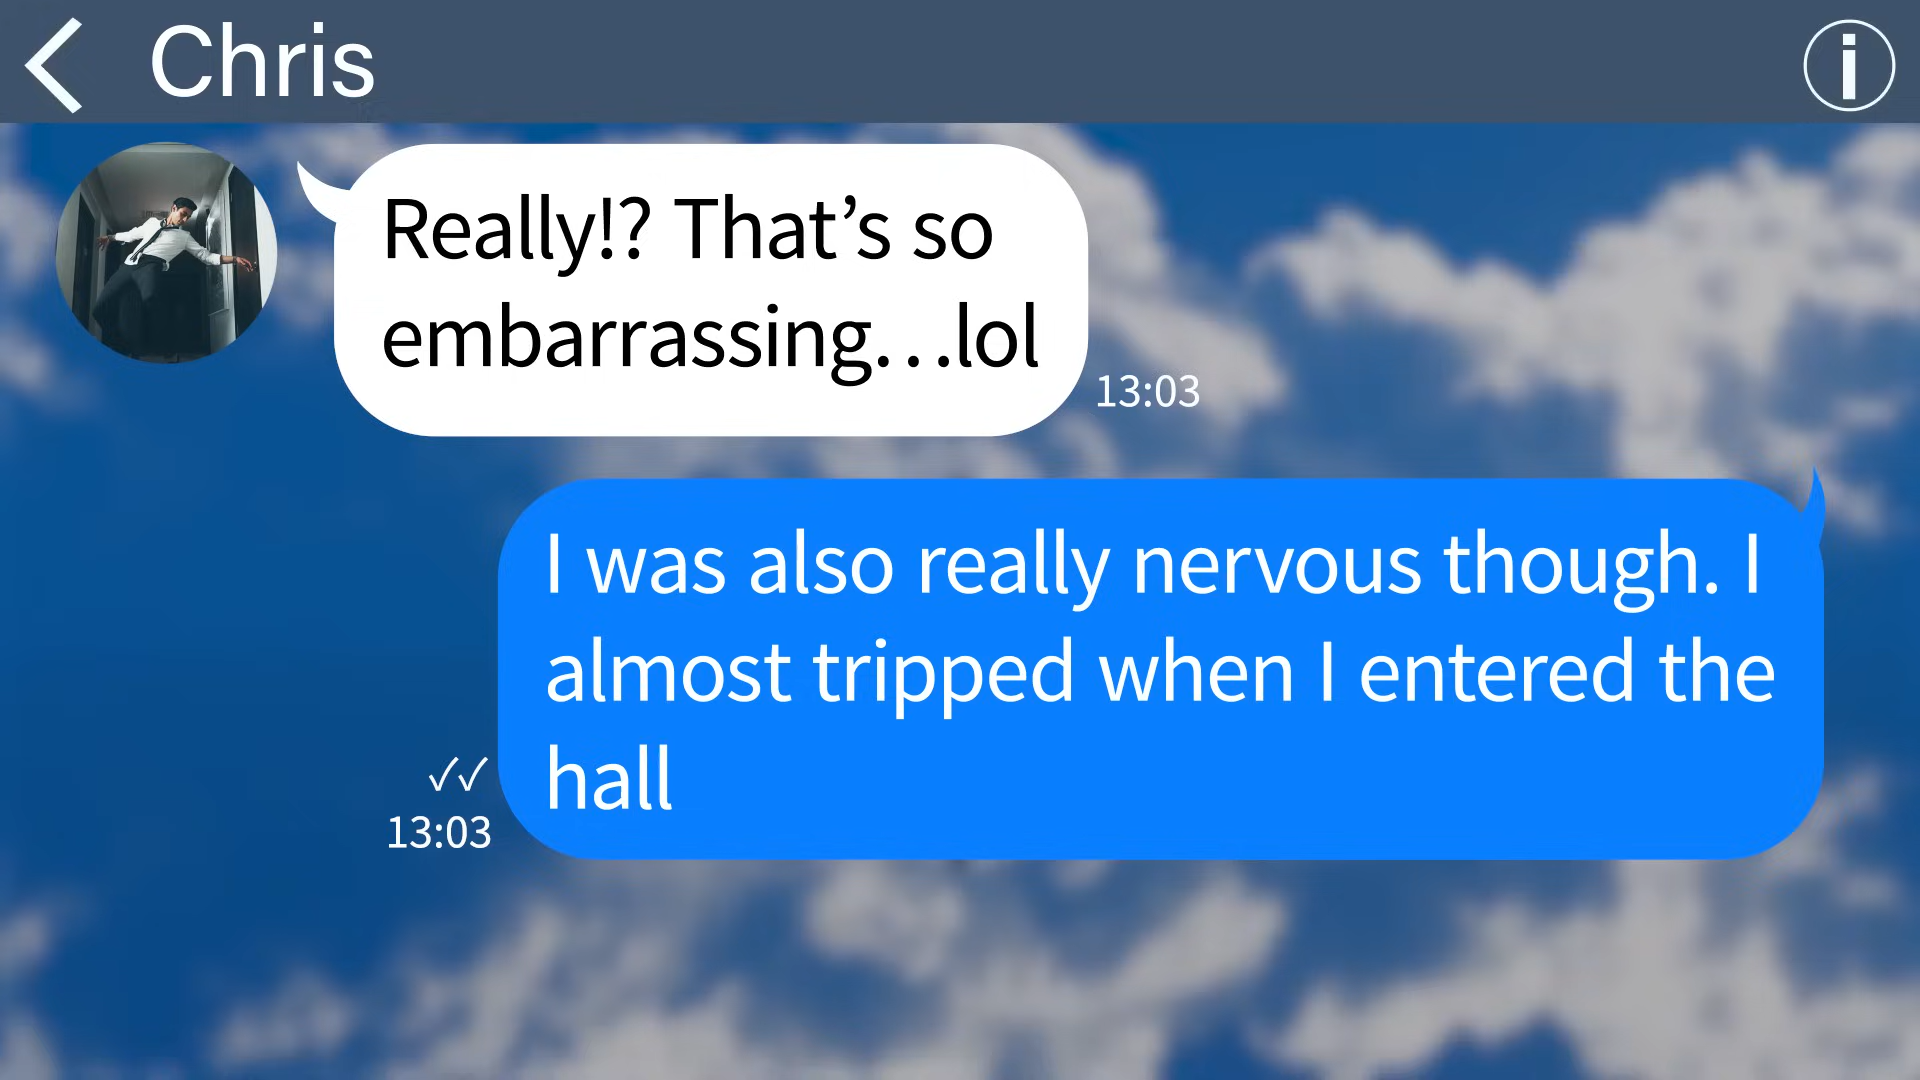 Chris
Really!? That’s so
embarrassing…lol
13:03
I was also really nervous though. I
almost tripped when I entered the
hall
✓✓
13:03